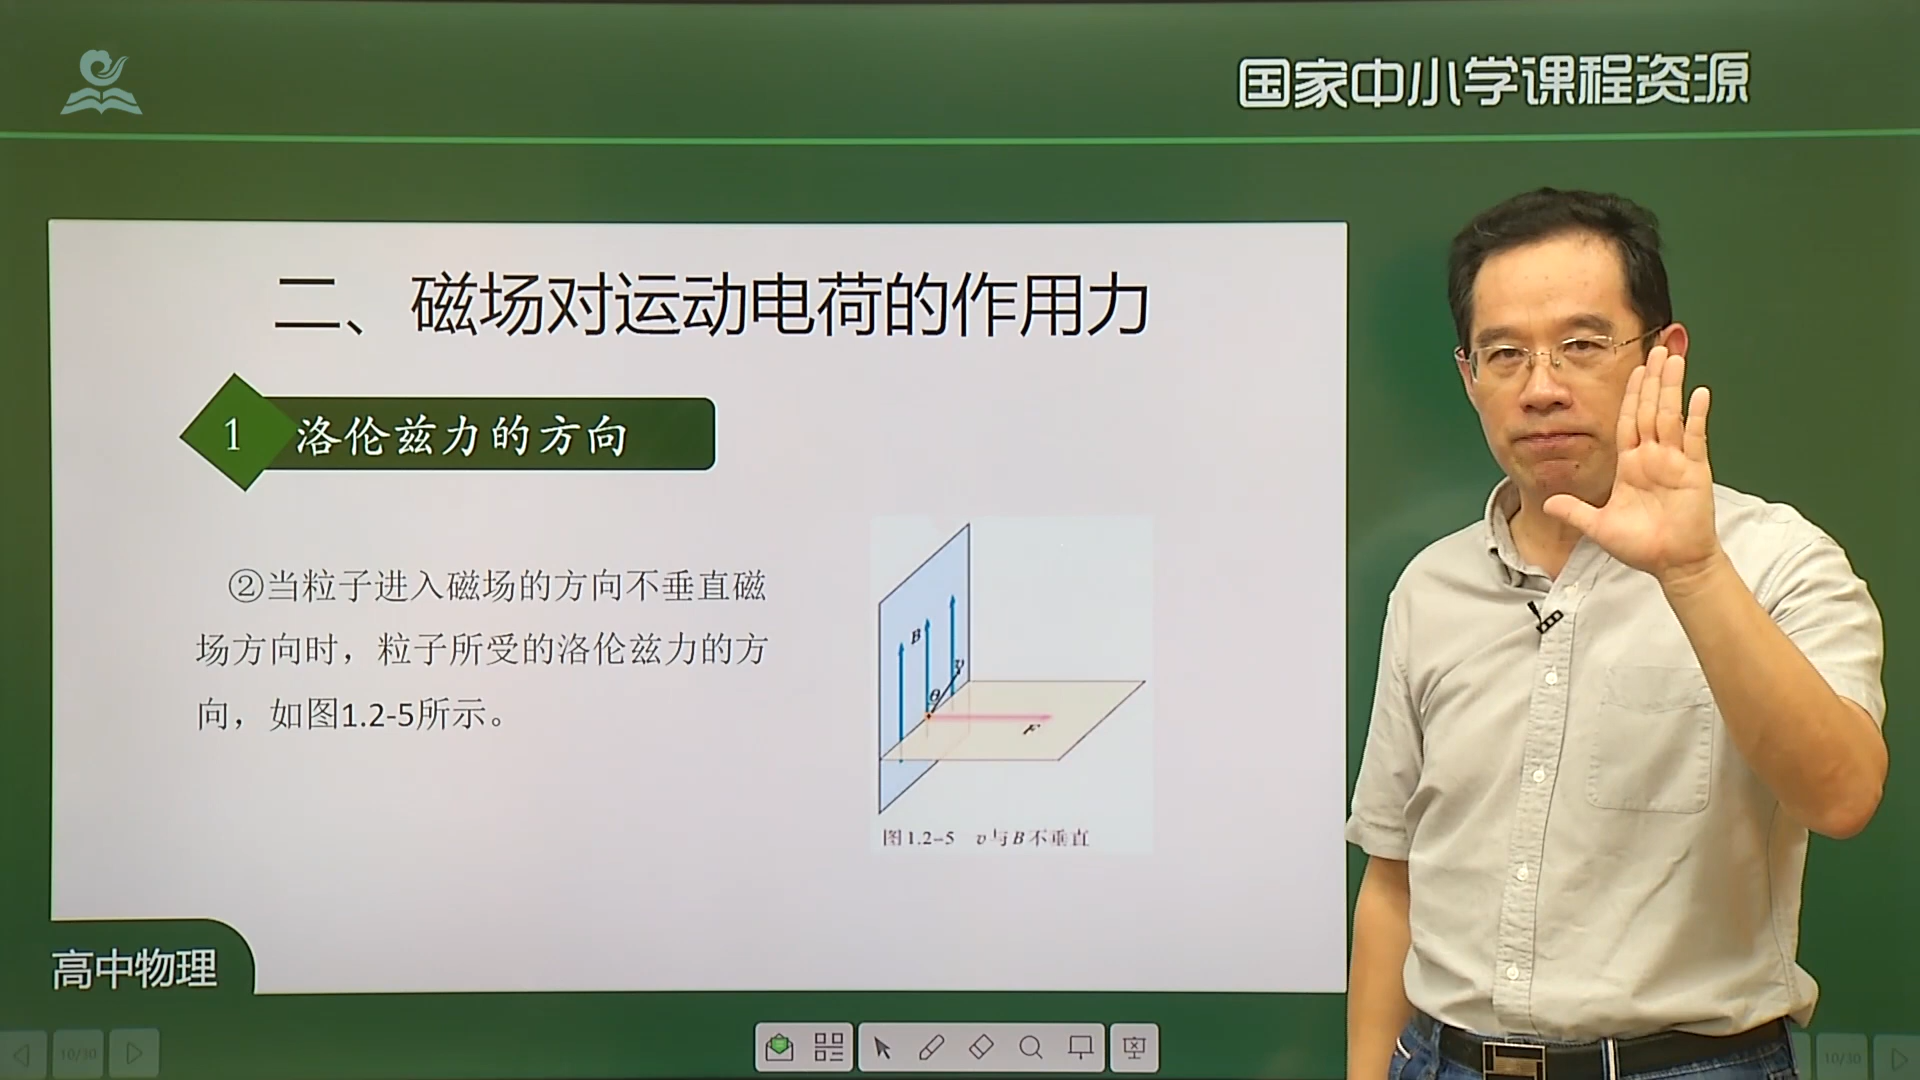 国家中小学课程资源
二、磁场对运动电荷的作用力
1 洛伦兹力的方向
②当粒子进入磁场的方向不垂直磁
场方向时，粒子所受的洛伦兹力的方
向，如图1.2-5所示。
B
v
θ
F
图1.2-5 v与B不垂直
高中物理
10/30
10/30